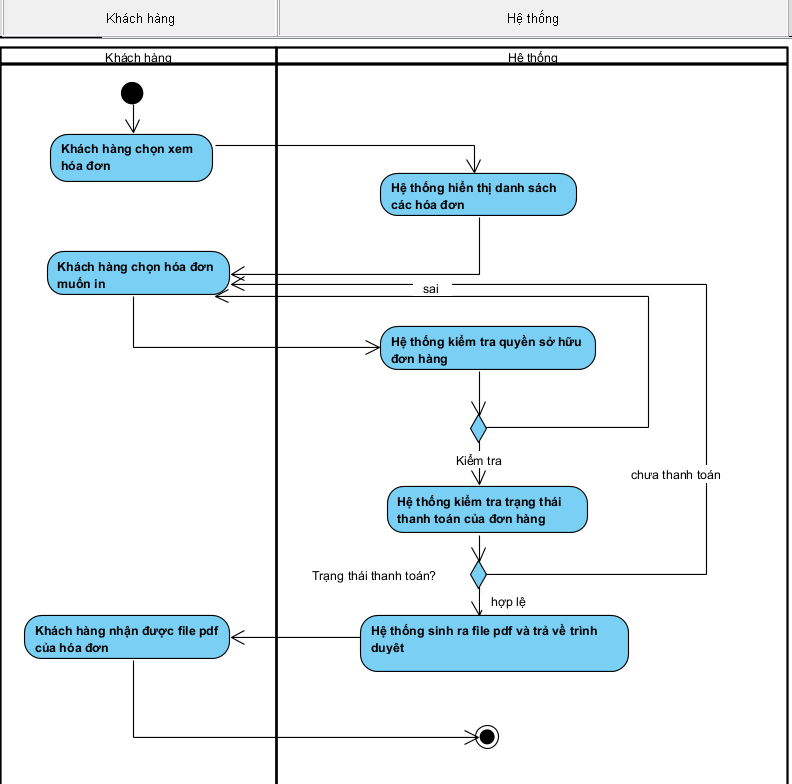 Khách hàng
Hệ thống
Khách hàng
Hệ thống
Khách hàng chọn xem
hóa đơn
Hệ thống hiển thị danh sách
các hóa đơn
Khách hàng chọn hóa đơn
muốn in
sai
Hệ thống kiểm tra quyền sở hữu
đơn hàng
Kiểm tra
chưa thanh toán
Hệ thống kiểm tra trạng thái
thanh toán của đơn hàng
Trạng thái thanh toán?
hợp lệ
Khách hàng nhận được file pdf
của hóa đơn
Hệ thống sinh ra file pdf và trả về trình
duyệt